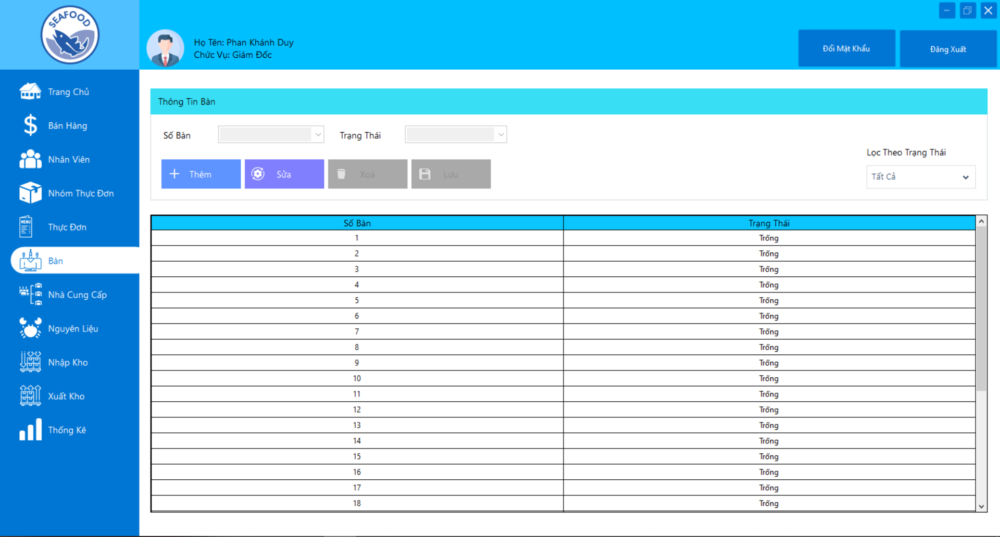 SEAFOOD
Họ Tên: Phan Khánh Duy
Chức Vụ: Giám Đốc
Đổi Mật Khẩu
Đăng Xuất
Trang Chủ
Bán Hàng
Nhân Viên
Nhóm Thực Đơn
MENU
Thực Đơn
Bàn
Nhà Cung Cấp
Nguyên Liệu
Nhập Kho
Xuất Kho
Thống Kê
Thông Tin Bàn
Số Bàn
Trạng Thái
Thêm
Sửa
Xoá
Lưu
Lọc Theo Trạng Thái
Tất Cả
Số Bàn Trạng Thái
1 Trống
2 Trống
3 Trống
4 Trống
5 Trống
6 Trống
7 Trống
8 Trống
9 Trống
10 Trống
11 Trống
12 Trống
13 Trống
14 Trống
15 Trống
16 Trống
17 Trống
18 Trống